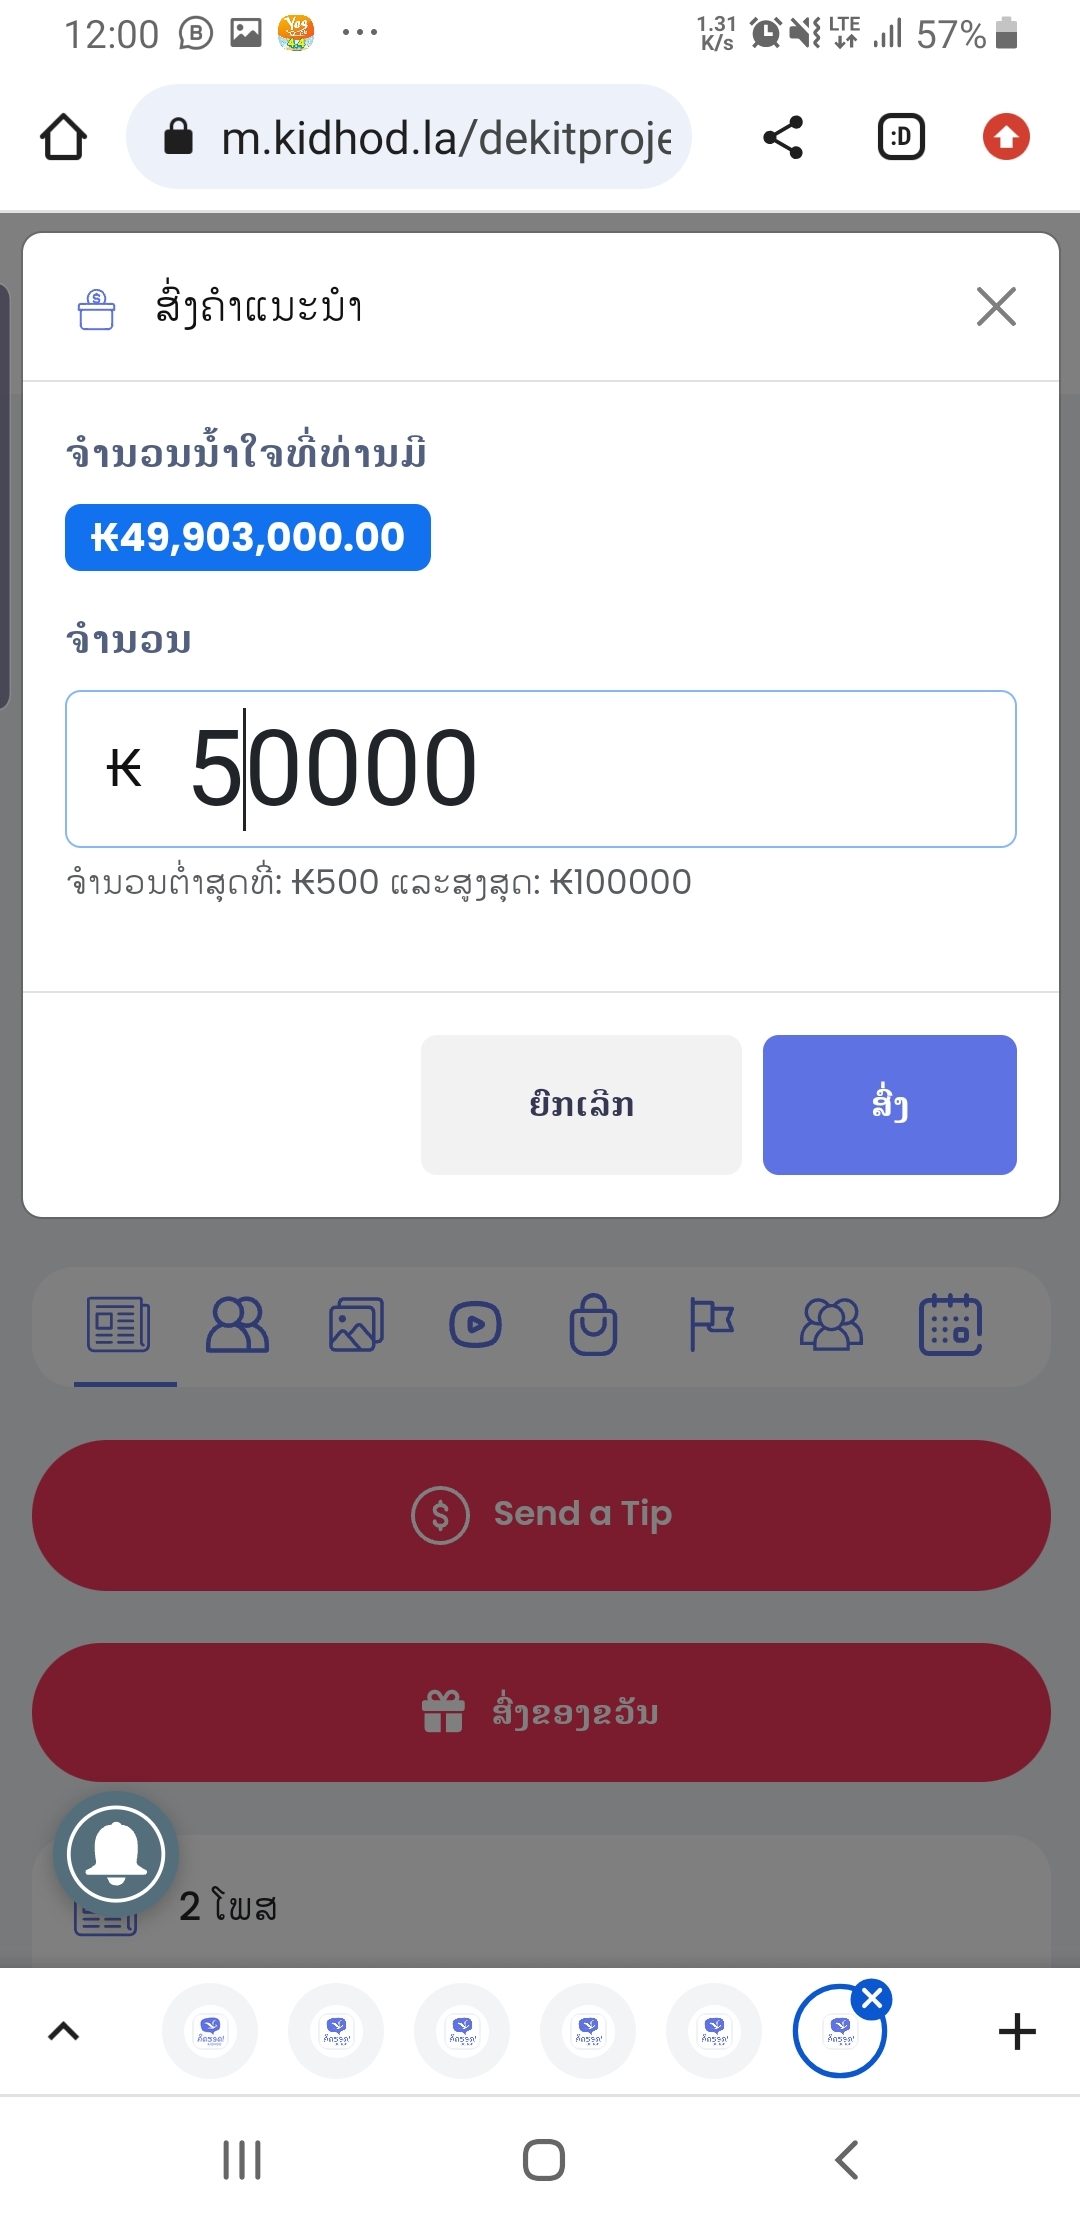 12:00
1.31 K/s LTE 57%
m.kidhod.la/dekitproje
:D
ສົ່ງຄຳແນະນຳ
ຈຳນວນນ້ຳໃຈທີ່ທ່ານມີ
₭49,903,000.00
ຈຳນວນ
₭ 50000
ຈຳນວນຕ່ຳສຸດທີ່: ₭500 ແລະສູງສຸດ: ₭100000
ຍົກເລີກ ສົ່ງ
Send a Tip
ສົ່ງຂອງຂວັນ
2 ໂພສ